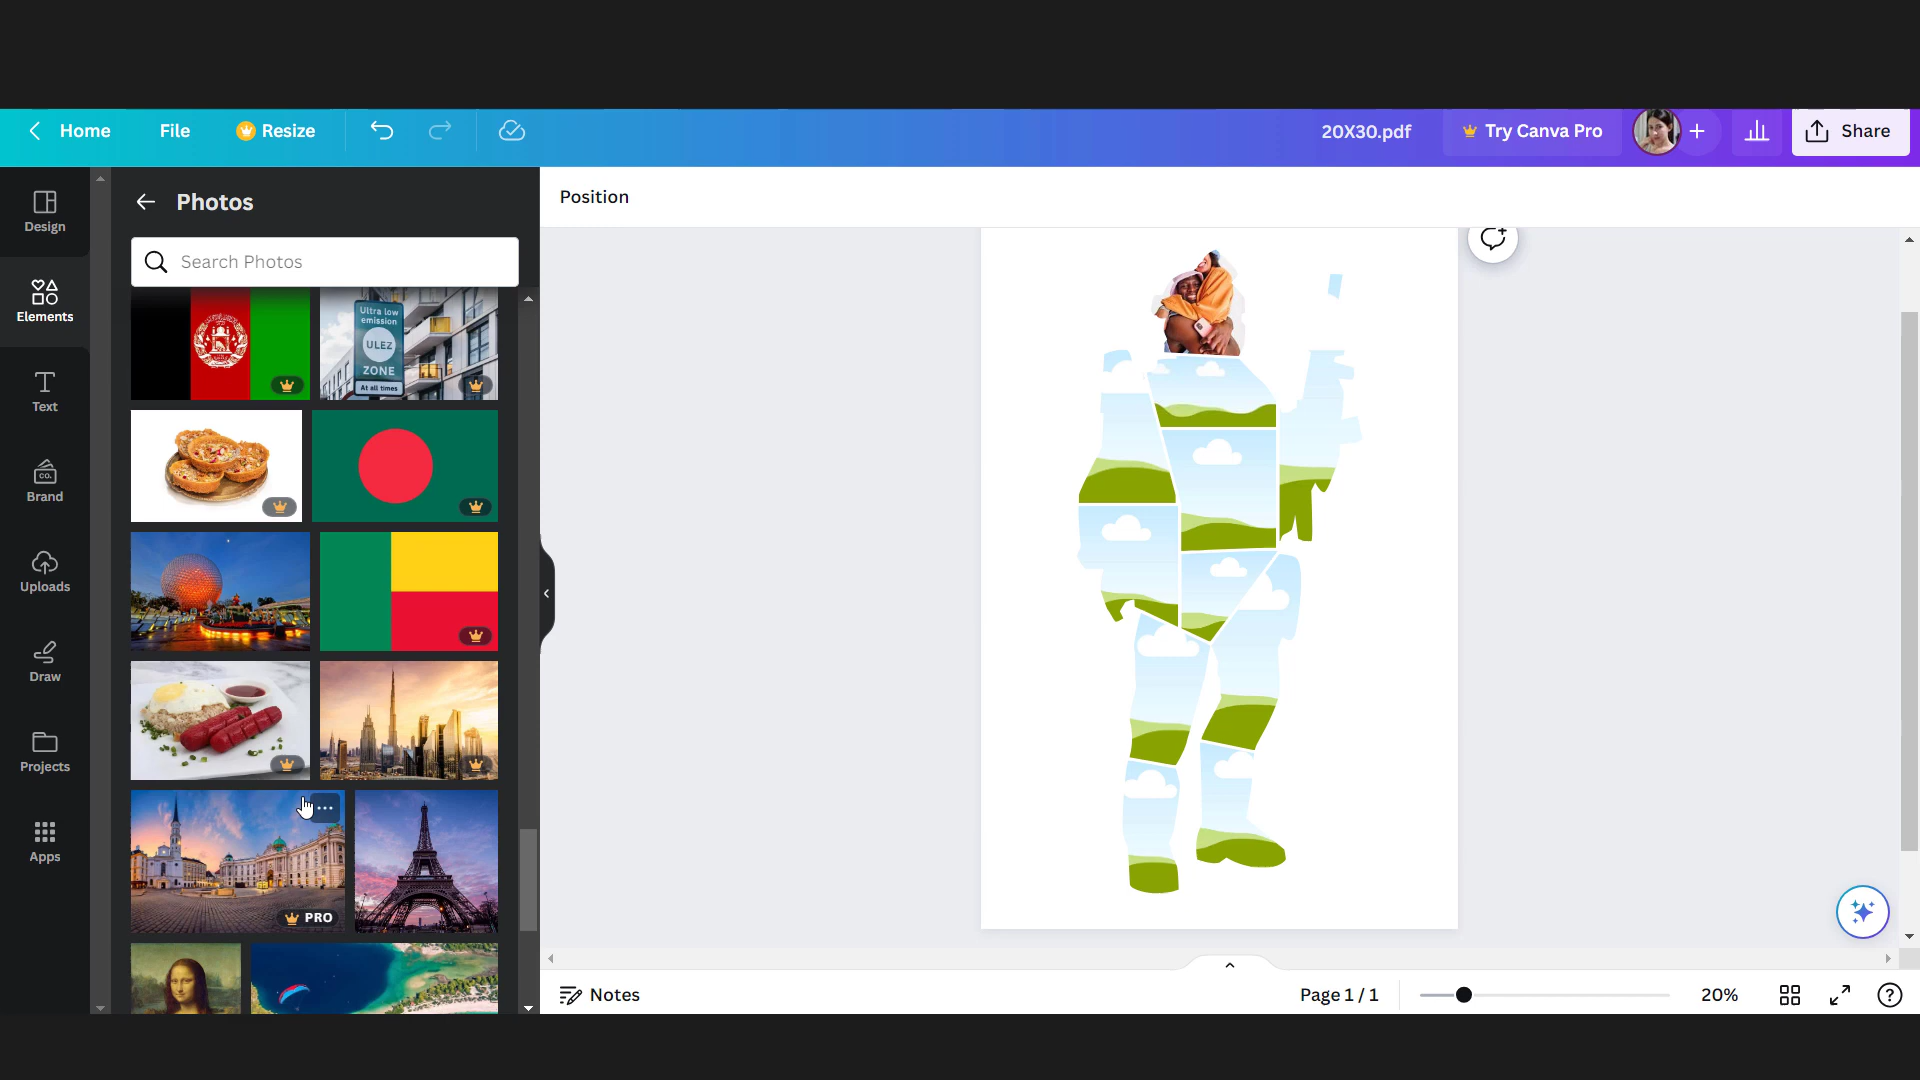 Home File Resize 20X30.pdf Try Canva Pro Share
Design
Elements
Text
Brand
CO.
Uploads
Draw
Projects
Apps
Photos
Search Photos
Ultra low
emission
ULEZ
ZONE
At all times
PRO
Position
Notes
Page 1 / 1
20%